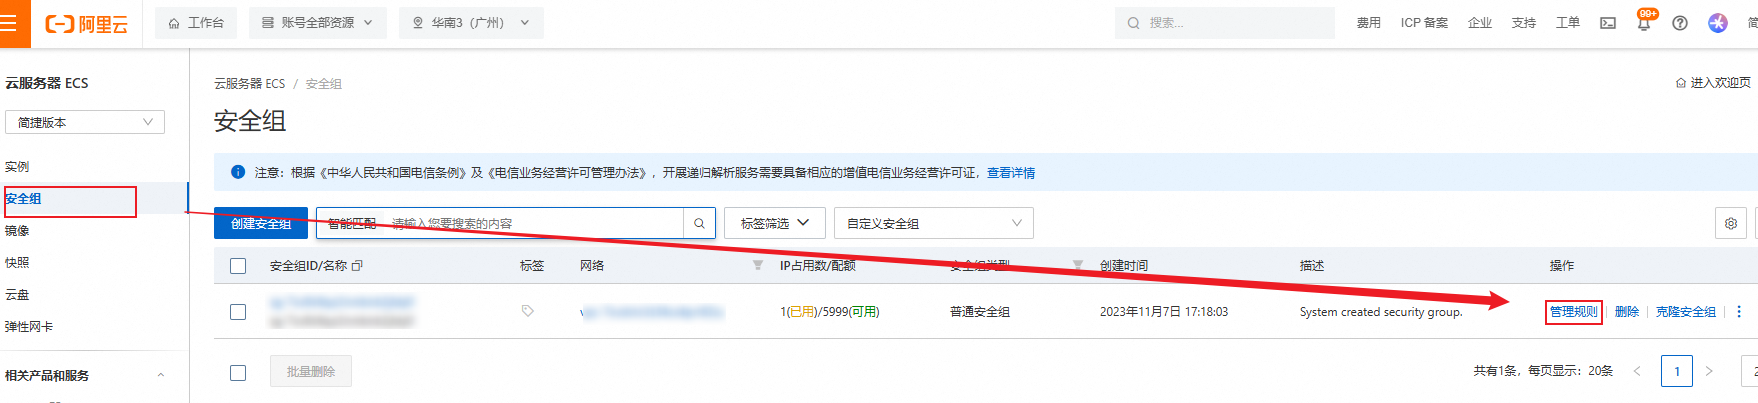 阿里云 工作台 账号全部资源 华南3（广州） 搜索... 费用 ICP 备案 企业 支持 工单 99+ 简
云服务器 ECS
简捷版本
实例
安全组
镜像
快照
云盘
弹性网卡
相关产品和服务
云服务器 ECS / 安全组 进入欢迎页
安全组
注意：根据《中华人民共和国电信条例》及《电信业务经营许可管理办法》，开展递归解析服务需要具备相应的增值电信业务经营许可证，查看详情
创建安全组 智能匹配 请输入您要搜索的内容 标签筛选 自定义安全组
安全组ID/名称 标签 网络 IP占用数/配额 安全组类型 创建时间 描述 操作
1(已用)/5999(可用) 普通安全组 2023年11月7日 17:18:03 System created security group. 管理规则 删除 克隆安全组
批量删除 共有1条，每页显示：20条 1